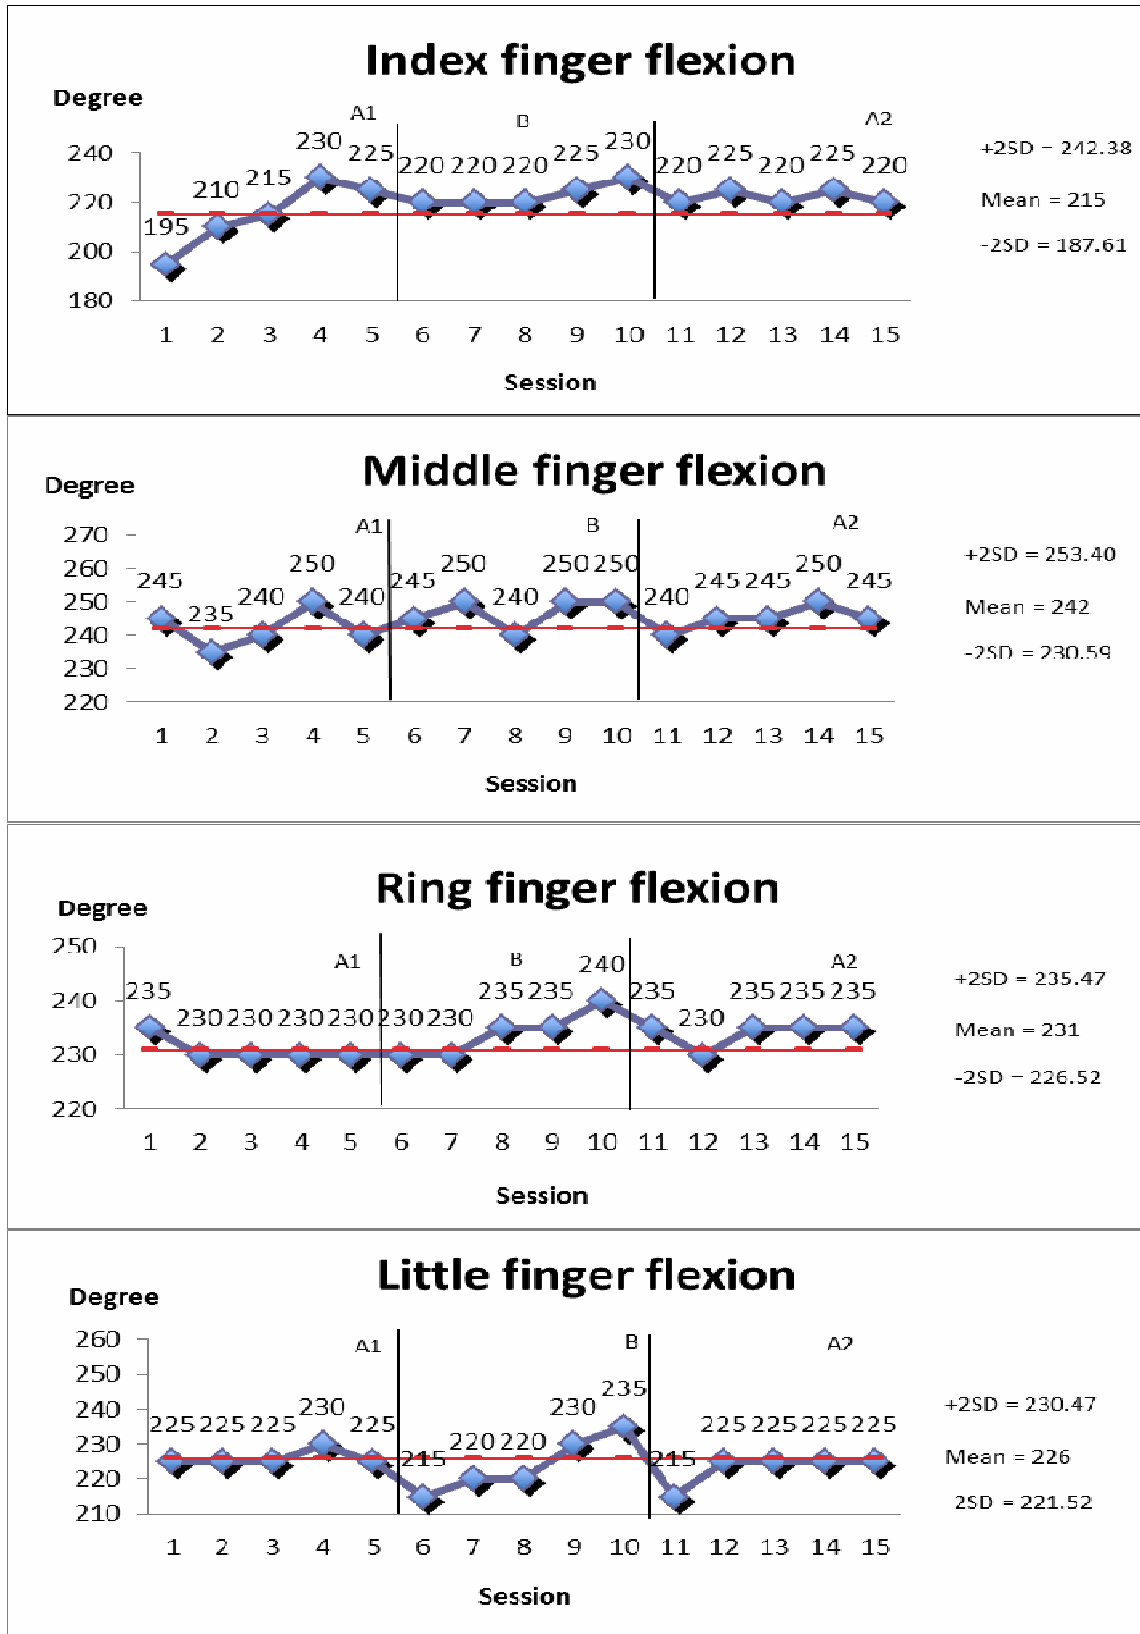 Index finger flexion
Degree
A1
B
A2
230 225 220 220 220 225 230 220 225 220 225 220
215
210
195
240
220
200
180
+2SD = 242.38
Mean = 215
-2SD = 187.61
1 2 3 4 5 6 7 8 9 10 11 12 13 14 15
Session
Middle finger flexion
Degree
A1
B
A2
270
260
250
240
230
220
245 235 240 250 240 245 250 240 250 250 240 245 245 250 245
+2SD = 253.40
Mean = 242
-2SD = 230.59
1 2 3 4 5 6 7 8 9 10 11 12 13 14 15
Session
Ring finger flexion
Degree
A1
B
A2
250
240
230
220
235 230 230 230 230 230 230 235 235 240 235 230 235 235 235
+2SD = 235.47
Mean = 231
-2SD = 226.52
1 2 3 4 5 6 7 8 9 10 11 12 13 14 15
Session
Little finger flexion
Degree
A1
B
A2
260
250
240
230
220
210
225 225 225 230 225 215 220 220 230 235 215 225 225 225 225
+2SD = 230.47
Mean = 226
2SD = 221.52
1 2 3 4 5 6 7 8 9 10 11 12 13 14 15
Session